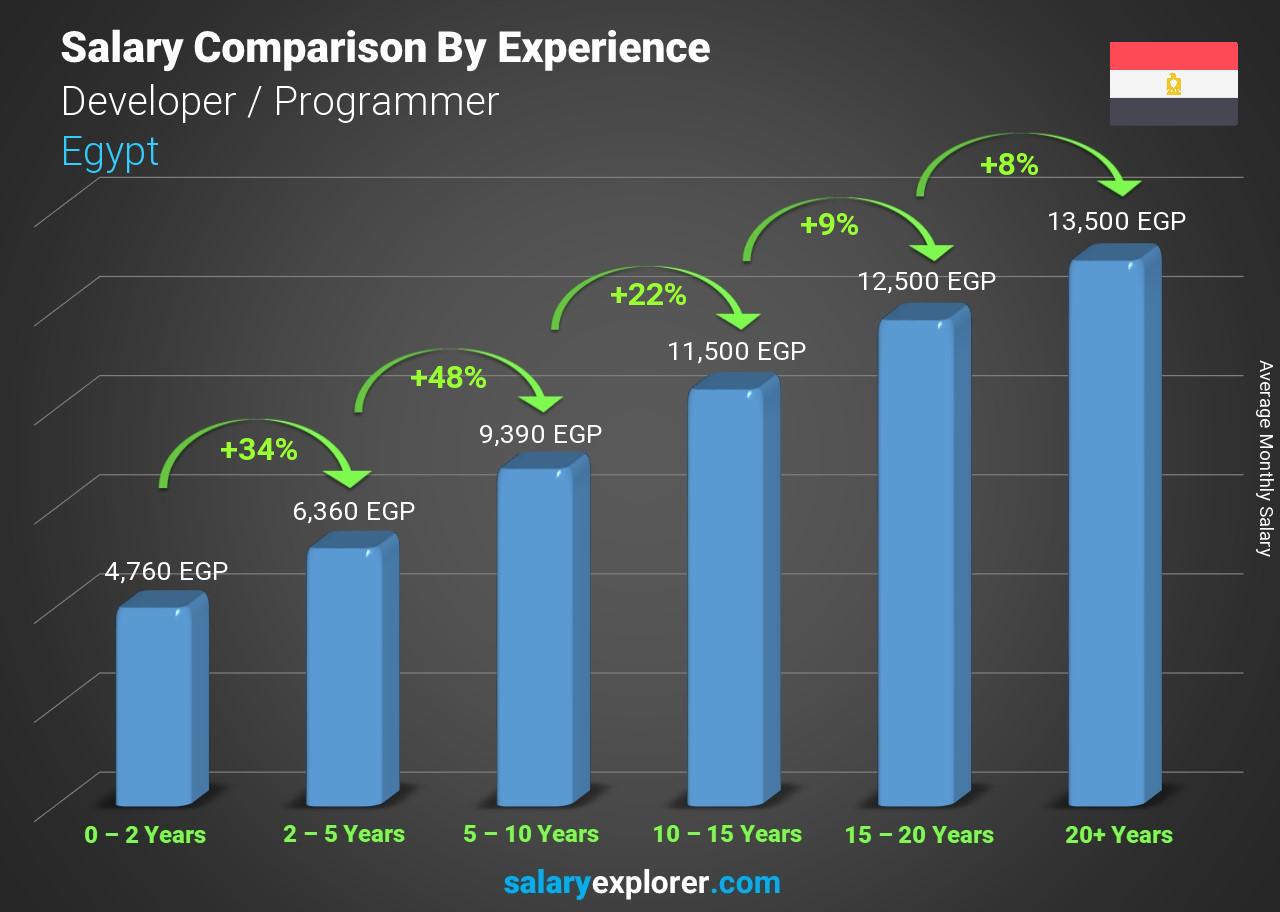 Salary Comparison By Experience
Developer / Programmer
Egypt
+8%
13,500 EGP
+9%
12,500 EGP
+22%
11,500 EGP
+48%
9,390 EGP
+34%
6,360 EGP
4,760 EGP
Average Monthly Salary
0 – 2 Years
2 – 5 Years
5 – 10 Years
10 – 15 Years
15 – 20 Years
20+ Years
salaryexplorer.com